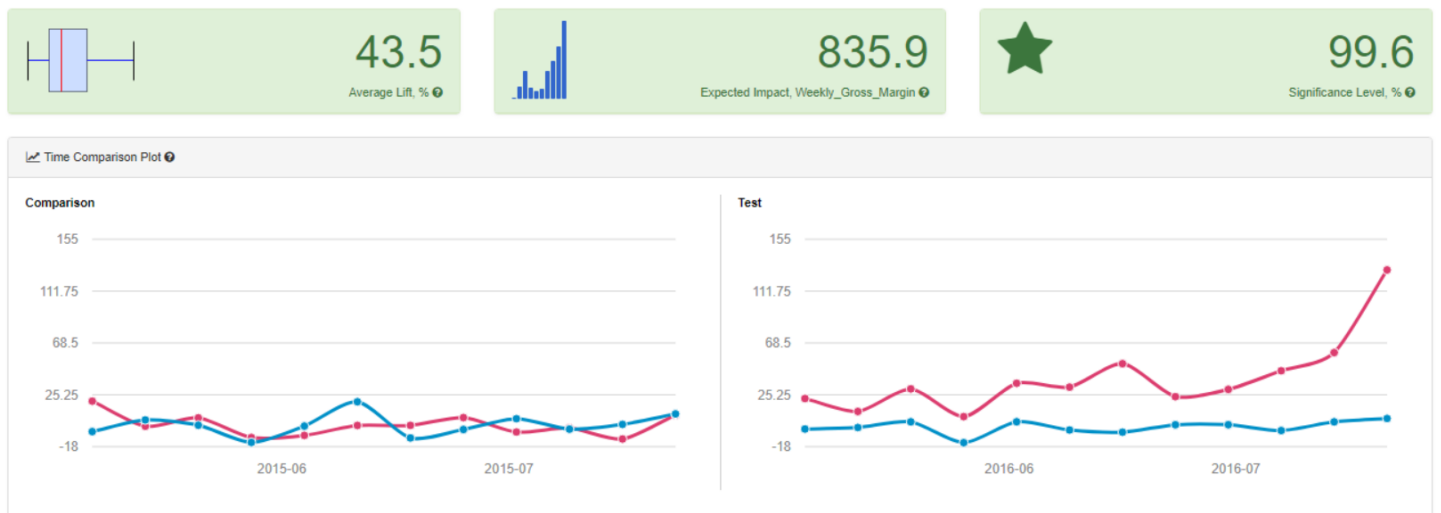 43.5
Average Lift, %
835.9
Expected Impact, Weekly_Gross_Margin
99.6
Significance Level, %
Time Comparison Plot
Comparison
155
111.75
68.5
25.25
-18
2015-06 2015-07
Test
155
111.75
68.5
25.25
-18
2016-06 2016-07